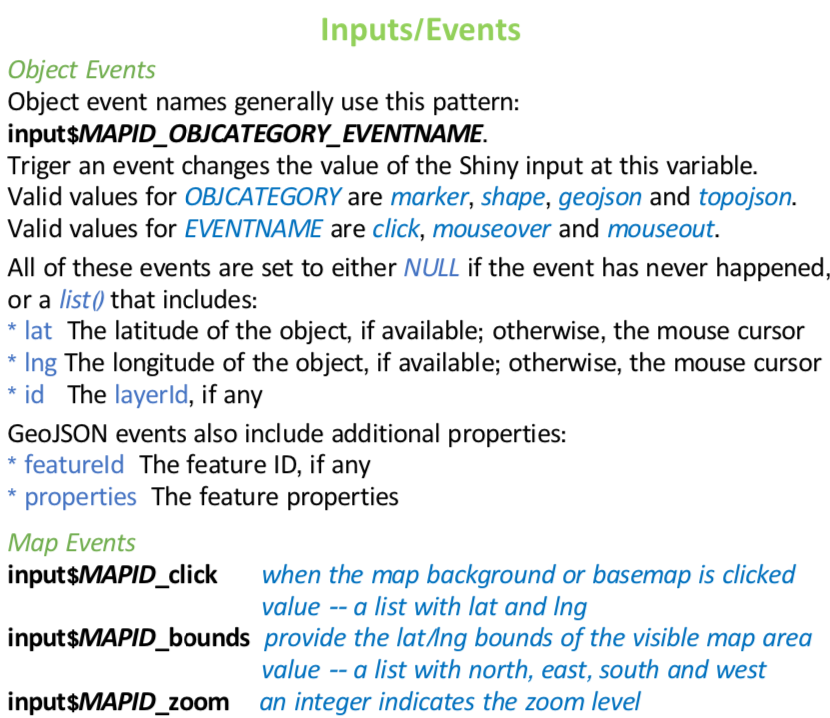 Inputs/Events
Object Events
Object event names generally use this pattern:
input$MAPID_OBJCATEGORY_EVENTNAME.
Triger an event changes the value of the Shiny input at this variable.
Valid values for OBJCATEGORY are marker, shape, geojson and topojson.
Valid values for EVENTNAME are click, mouseover and mouseout.
All of these events are set to either NULL if the event has never happened,
or a list() that includes:
* lat The latitude of the object, if available; otherwise, the mouse cursor
* lng The longitude of the object, if available; otherwise, the mouse cursor
* id The layerId, if any
GeoJSON events also include additional properties:
* featureId The feature ID, if any
* properties The feature properties
Map Events
input$MAPID_click when the map background or basemap is clicked
value -- a list with lat and lng
input$MAPID_bounds provide the lat/lng bounds of the visible map area
value -- a list with north, east, south and west
input$MAPID_zoom an integer indicates the zoom level